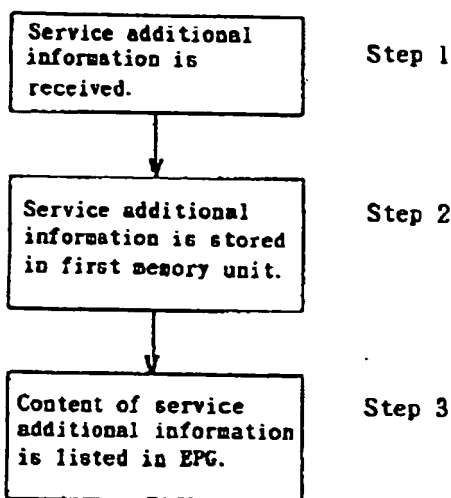 Service additional
information is
received.
Step 1
Service additional
information is stored
in first memory unit.
Step 2
Content of service
additional information
is listed in EPG.
Step 3